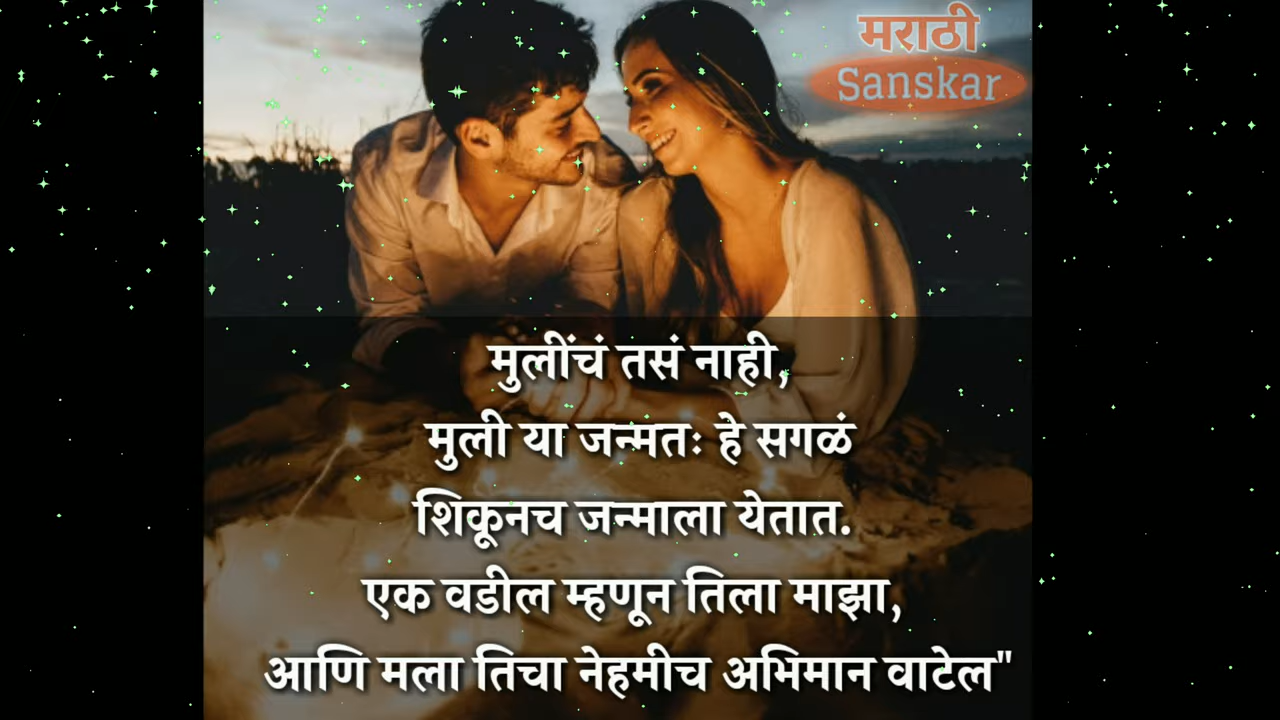 मराठी
Sanskar
मुलींचं तसं नाही,
मुली या जन्मतः हे सगळं
शिकूनच जन्माला येतात.
एक वडील म्हणून तिला माझा,
आणि मला तिचा नेहमीच अभिमान वाटेल"